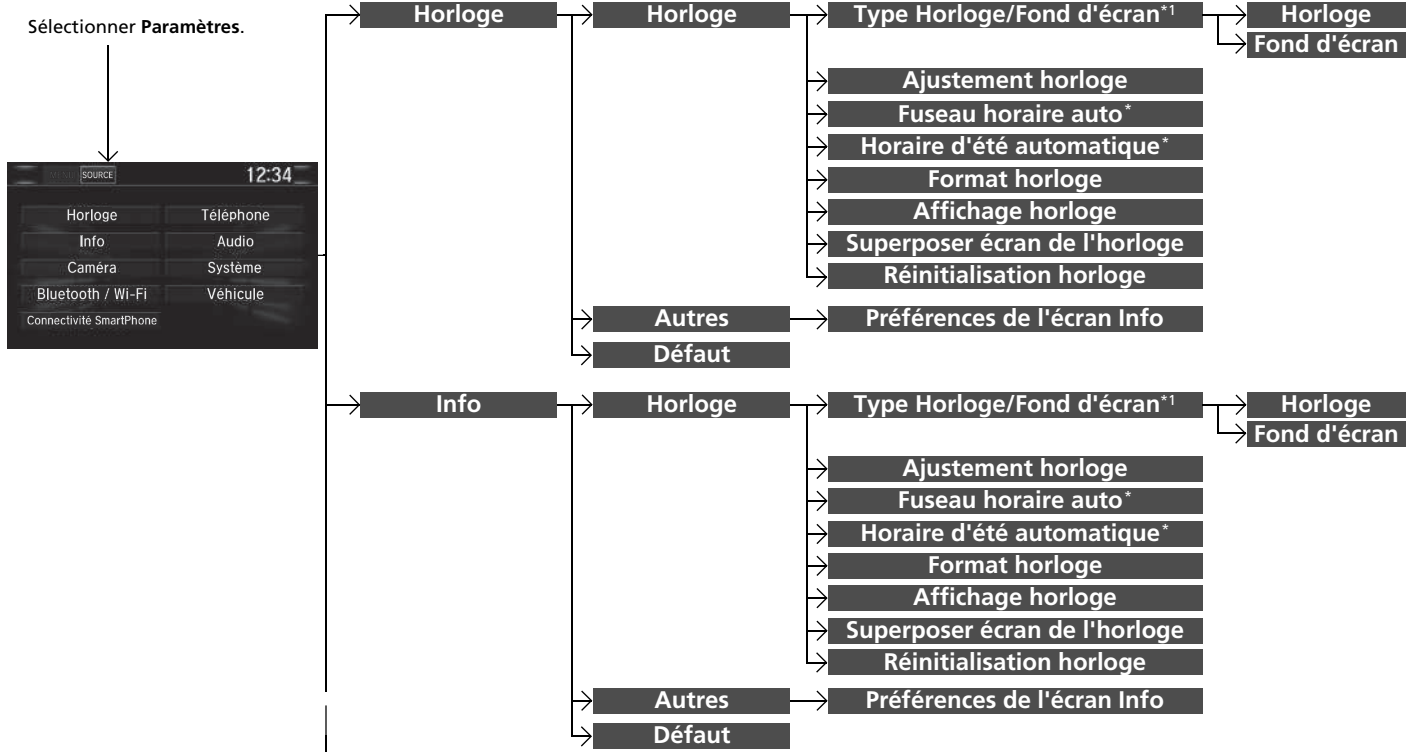 Sélectionner Paramètres.
SOURCE
12:34
Horloge Téléphone
Info Audio
Caméra Système
Bluetooth / Wi-Fi Véhicule
Connectivité SmartPhone
Horloge
Horloge
Type Horloge/Fond d'écran*1
Horloge
Fond d'écran
Ajustement horloge
Fuseau horaire auto*
Horaire d'été automatique*
Format horloge
Affichage horloge
Superposer écran de l'horloge
Réinitialisation horloge
Autres
Préférences de l'écran Info
Défaut
Info
Horloge
Type Horloge/Fond d'écran*1
Horloge
Fond d'écran
Ajustement horloge
Fuseau horaire auto*
Horaire d'été automatique*
Format horloge
Affichage horloge
Superposer écran de l'horloge
Réinitialisation horloge
Autres
Préférences de l'écran Info
Défaut